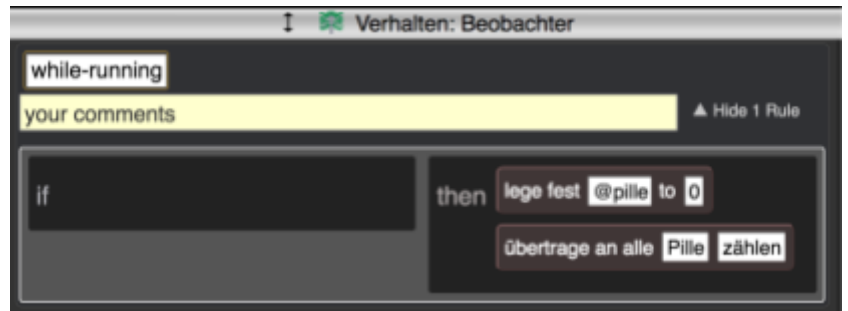 Verhalten: Beobachter
while-running
your comments
▲ Hide 1 Rule
if
then
lege fest @pille to 0
übertrage an alle Pille zählen